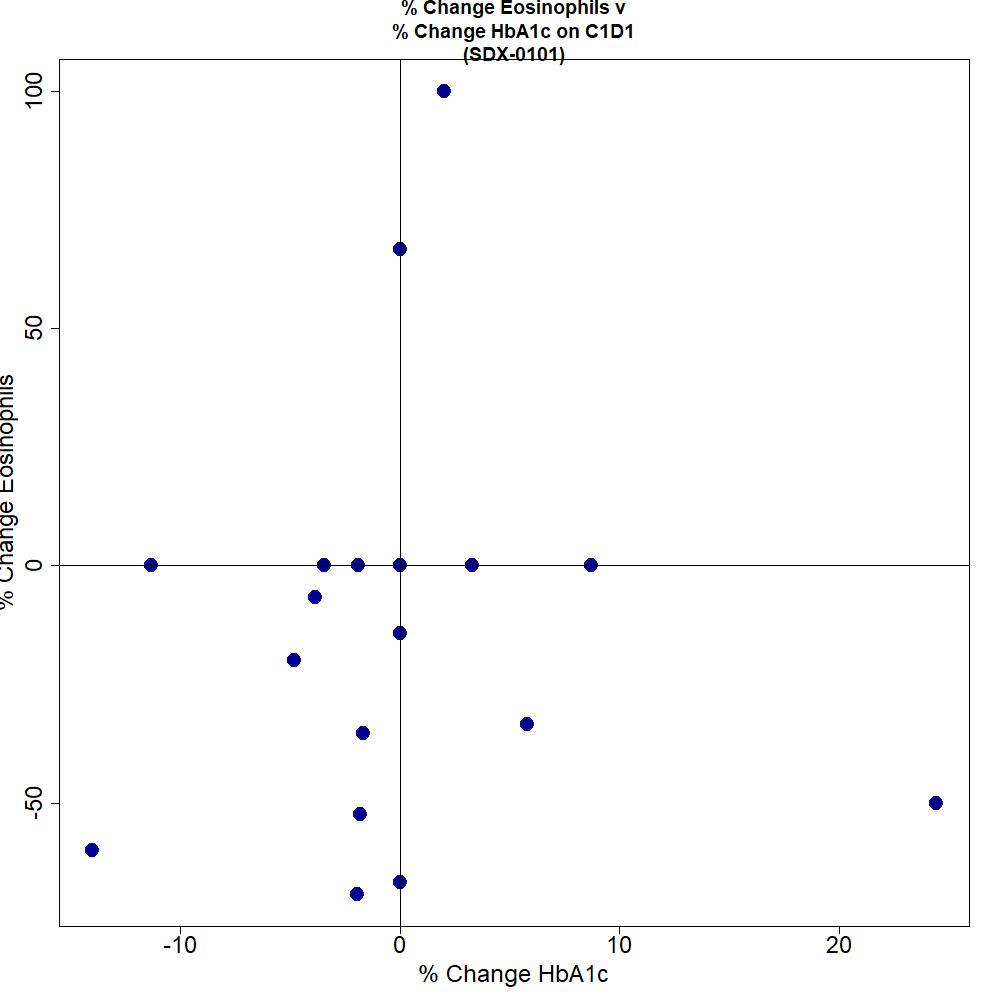 % Change Eosinophils v
% Change HbA1c on C1D1
(SDX-0101)
100
50
0
-50
% Change Eosinophils
-10
0
10
20
% Change HbA1c